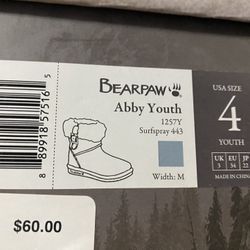 BEARPAW
Abby Youth
1257Y
Surfspray 443
Width: M
USA SIZE
4
YOUTH
UK 3
EU 34
JP 22
MADE IN CHINA
8 89918 57516 5
$60.00